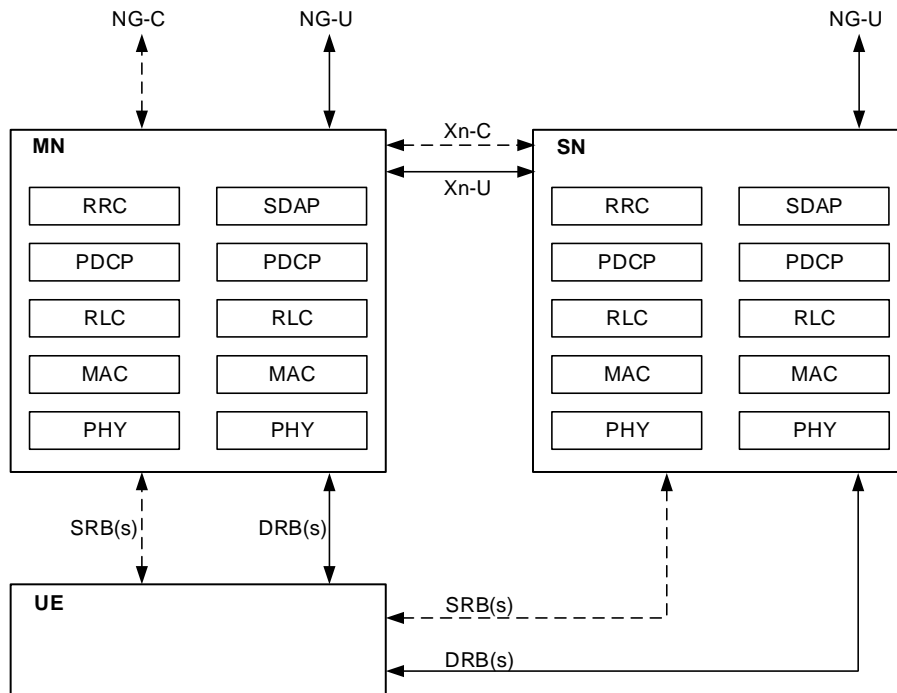 NG-C
NG-U
NG-U
MN
Xn-C
SN
Xn-U
RRC
SDAP
RRC
SDAP
PDCP
PDCP
PDCP
PDCP
RLC
RLC
RLC
RLC
MAC
MAC
MAC
MAC
PHY
PHY
PHY
PHY
SRB(s)
DRB(s)
UE
SRB(s)
DRB(s)